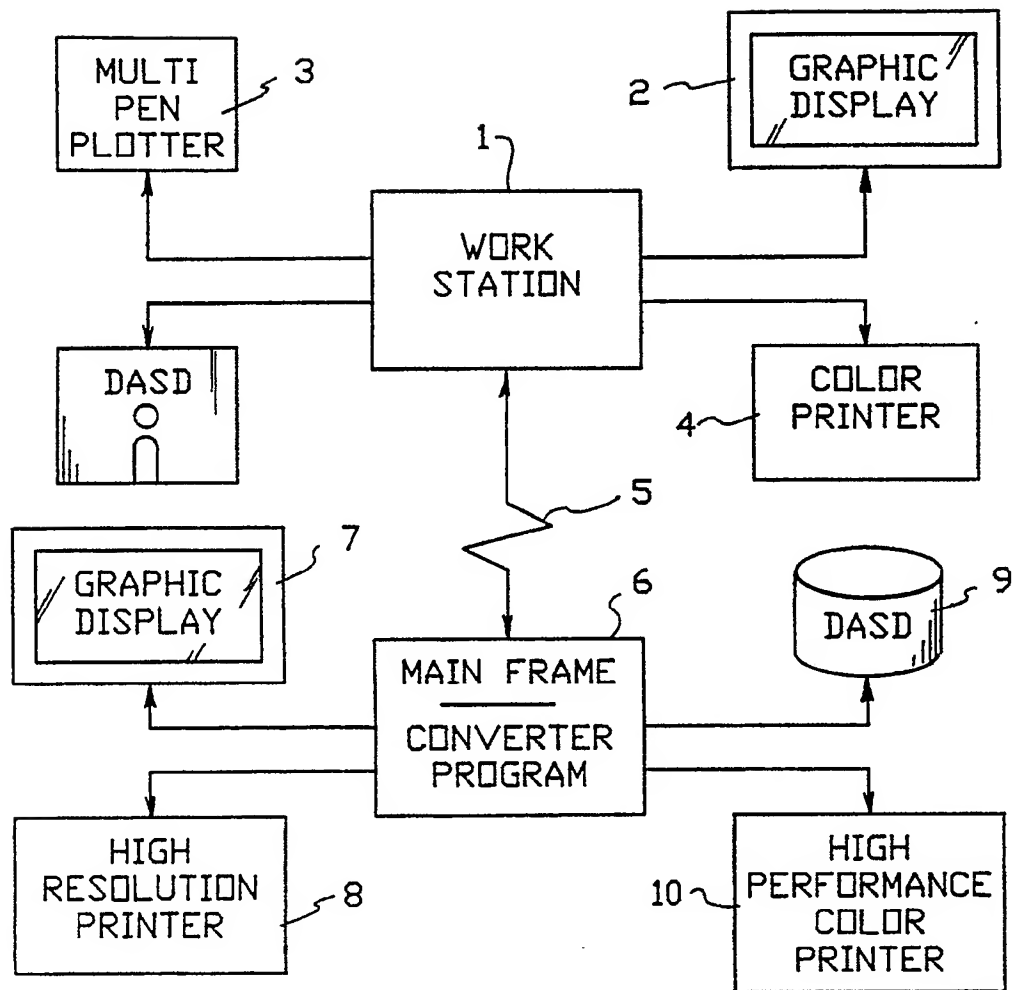 MULTI
PEN
PLOTTER
3
GRAPHIC
DISPLAY
2
1
WORK
STATION
DASD
COLOR
PRINTER
4
5
GRAPHIC
DISPLAY
7
6
MAIN FRAME
CONVERTER
PROGRAM
DASD
9
HIGH
RESOLUTION
PRINTER
8
HIGH
PERFORMANCE
COLOR
PRINTER
10